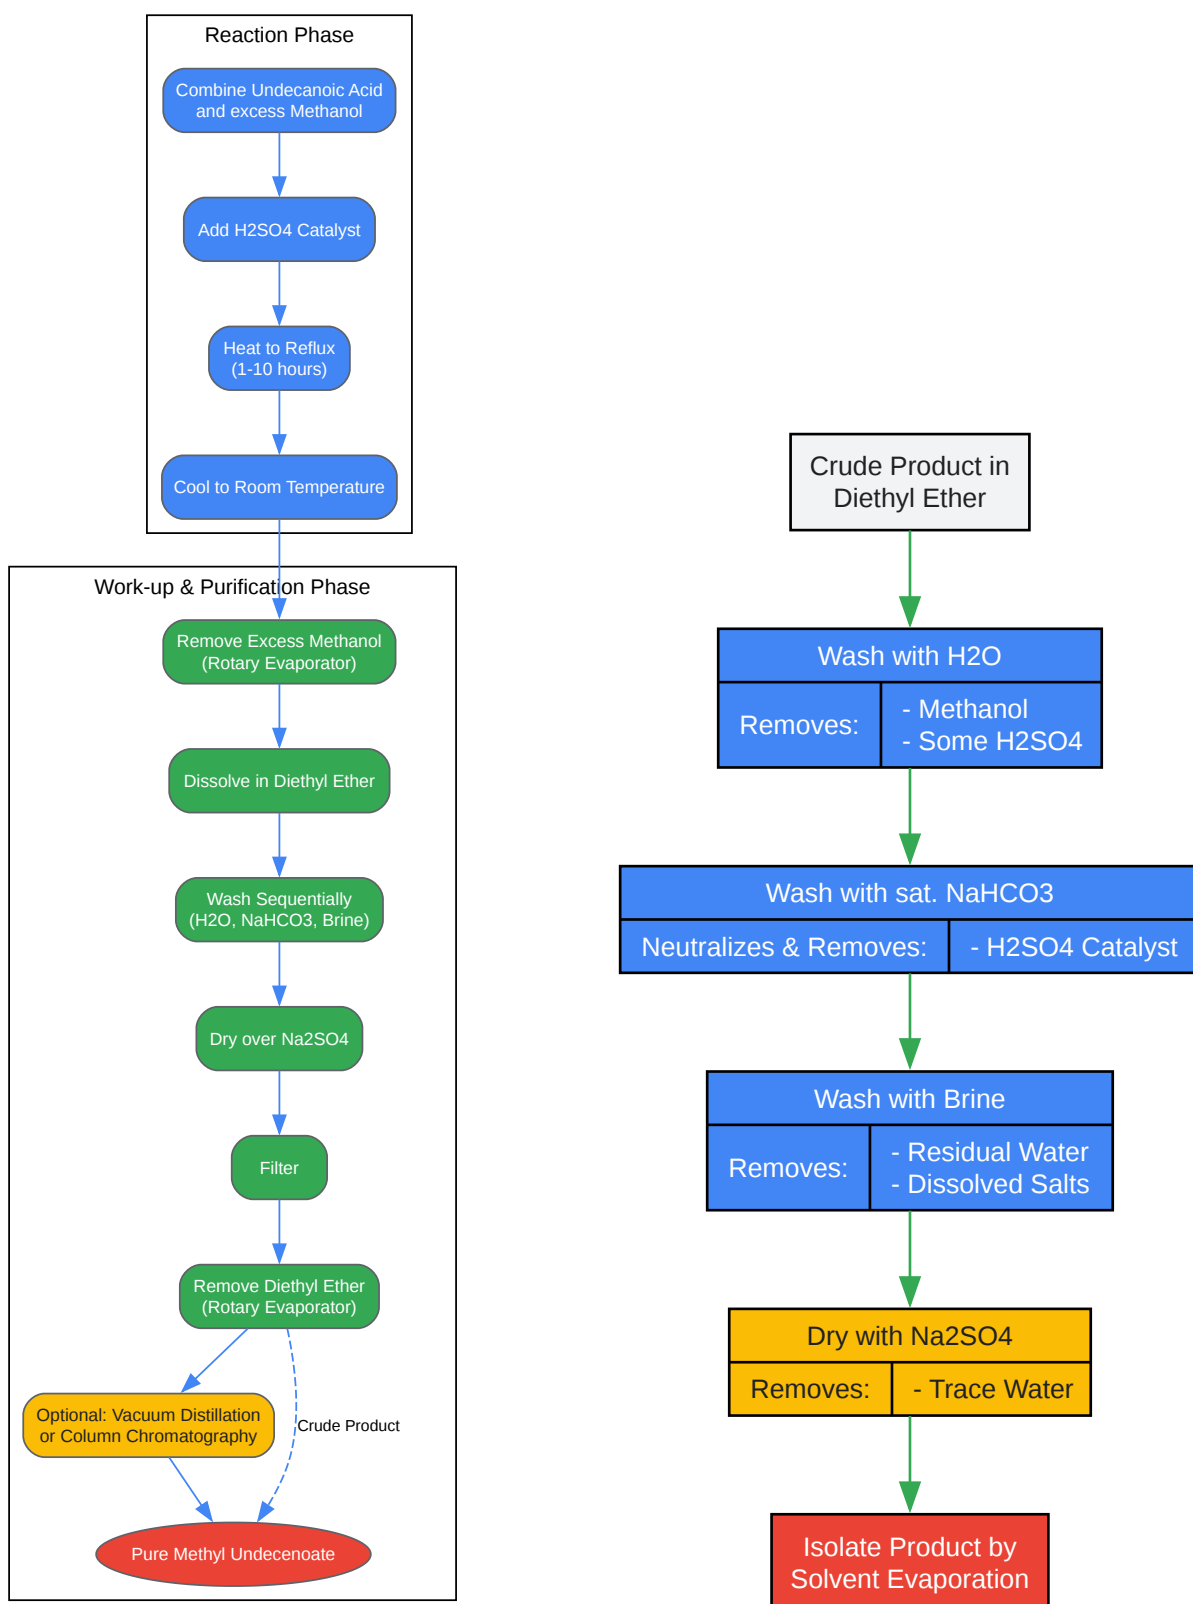 Reaction Phase
Combine Undecanoic Acid
and excess Methanol
Add H2SO4 Catalyst
Heat to Reflux
(1-10 hours)
Cool to Room Temperature
Work-up & Purification Phase
Remove Excess Methanol
(Rotary Evaporator)
Dissolve in Diethyl Ether
Wash Sequentially
(H2O, NaHCO3, Brine)
Dry over Na2SO4
Filter
Remove Diethyl Ether
(Rotary Evaporator)
Optional: Vacuum Distillation
or Column Chromatography
Crude Product
Pure Methyl Undecenoate
Crude Product in
Diethyl Ether
Wash with H2O
Removes:
- Methanol
- Some H2SO4
Wash with sat. NaHCO3
Neutralizes & Removes:
- H2SO4 Catalyst
Wash with Brine
Removes:
- Residual Water
- Dissolved Salts
Dry with Na2SO4
Removes:
- Trace Water
Isolate Product by
Solvent Evaporation